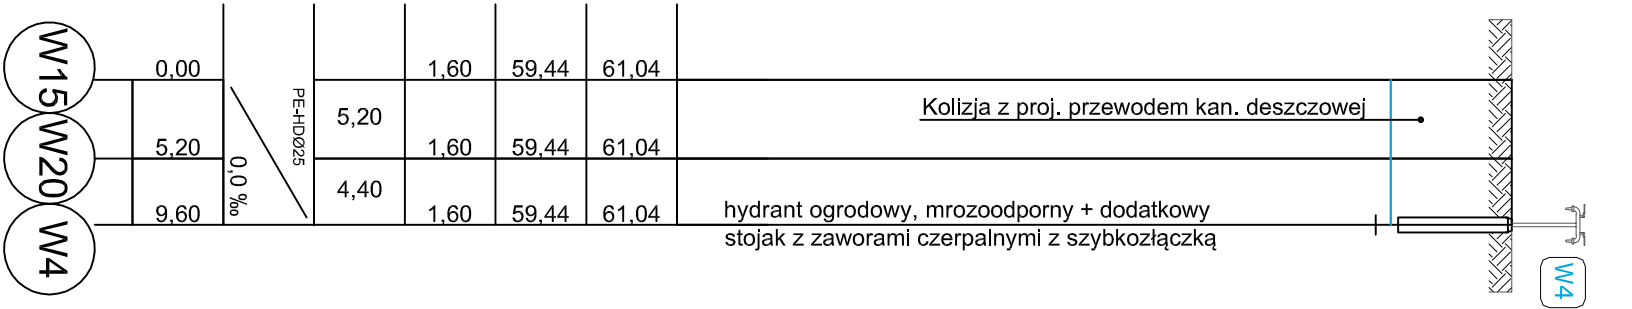 W15
0,00
1,60
59,44
61,04
PE-HDØ25
5,20
Kolizja z proj. przewodem kan. deszczowej
W20
5,20
1,60
59,44
61,04
0,0 ‰
4,40
W4
9,60
1,60
59,44
61,04
hydrant ogrodowy, mrozoodporny + dodatkowy
stojak z zaworami czerpalnymi z szybkozłączką
W4